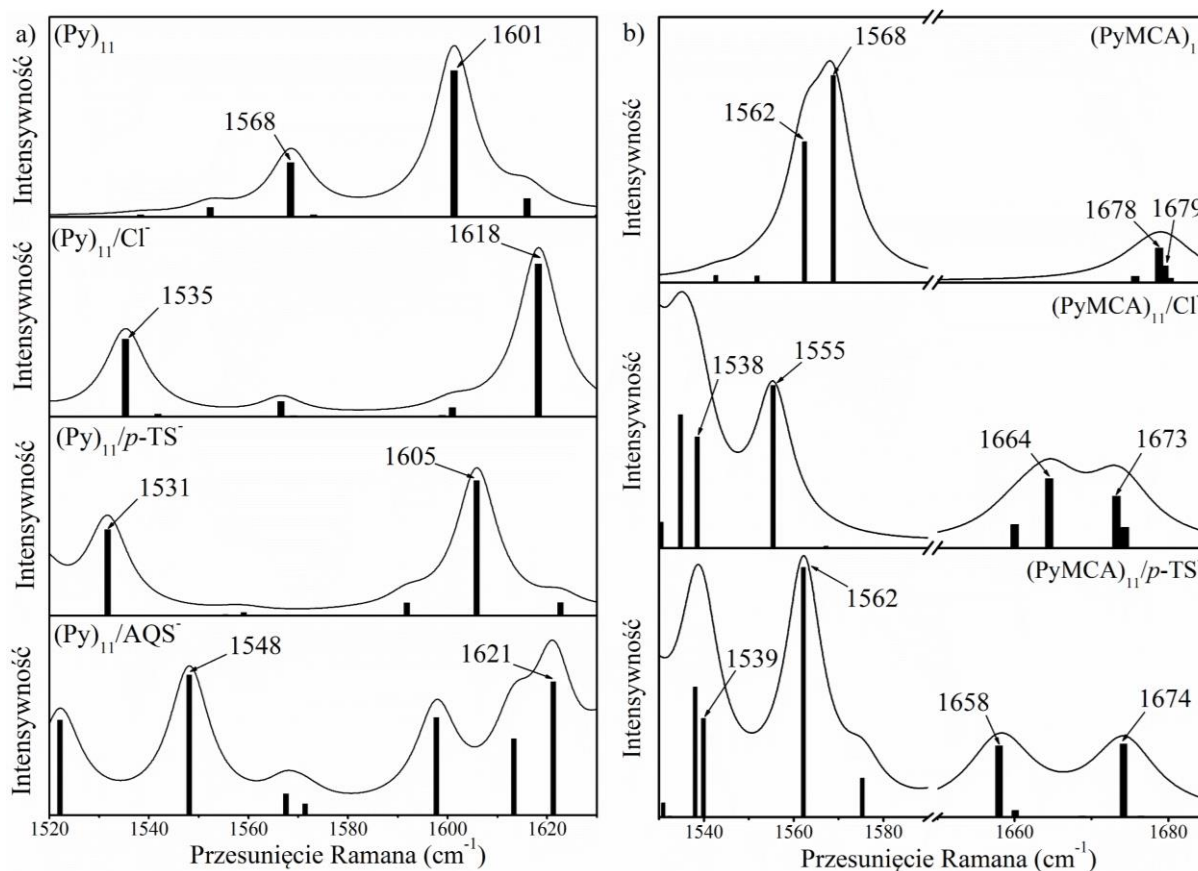 a)
(Py)₁₁
1601
1568
Intensywność
(Py)₁₁/Cl⁻
1618
1535
Intensywność
(Py)₁₁/p-TS⁻
1605
1531
Intensywność
(Py)₁₁/AQS⁻
1548
1621
Intensywność
1520 1540 1560 1580 1600 1620
Przesunięcie Ramana (cm⁻¹)
b)
(PyMCA)₁
1568
1562
1678
1679
Intensywność
(PyMCA)₁₁/Cl
1538
1555
1664
1673
Intensywność
(PyMCA)₁₁/p-TS
1562
1539
1658
1674
Intensywność
1540 1560 1580 1660 1680
Przesunięcie Ramana (cm⁻¹)